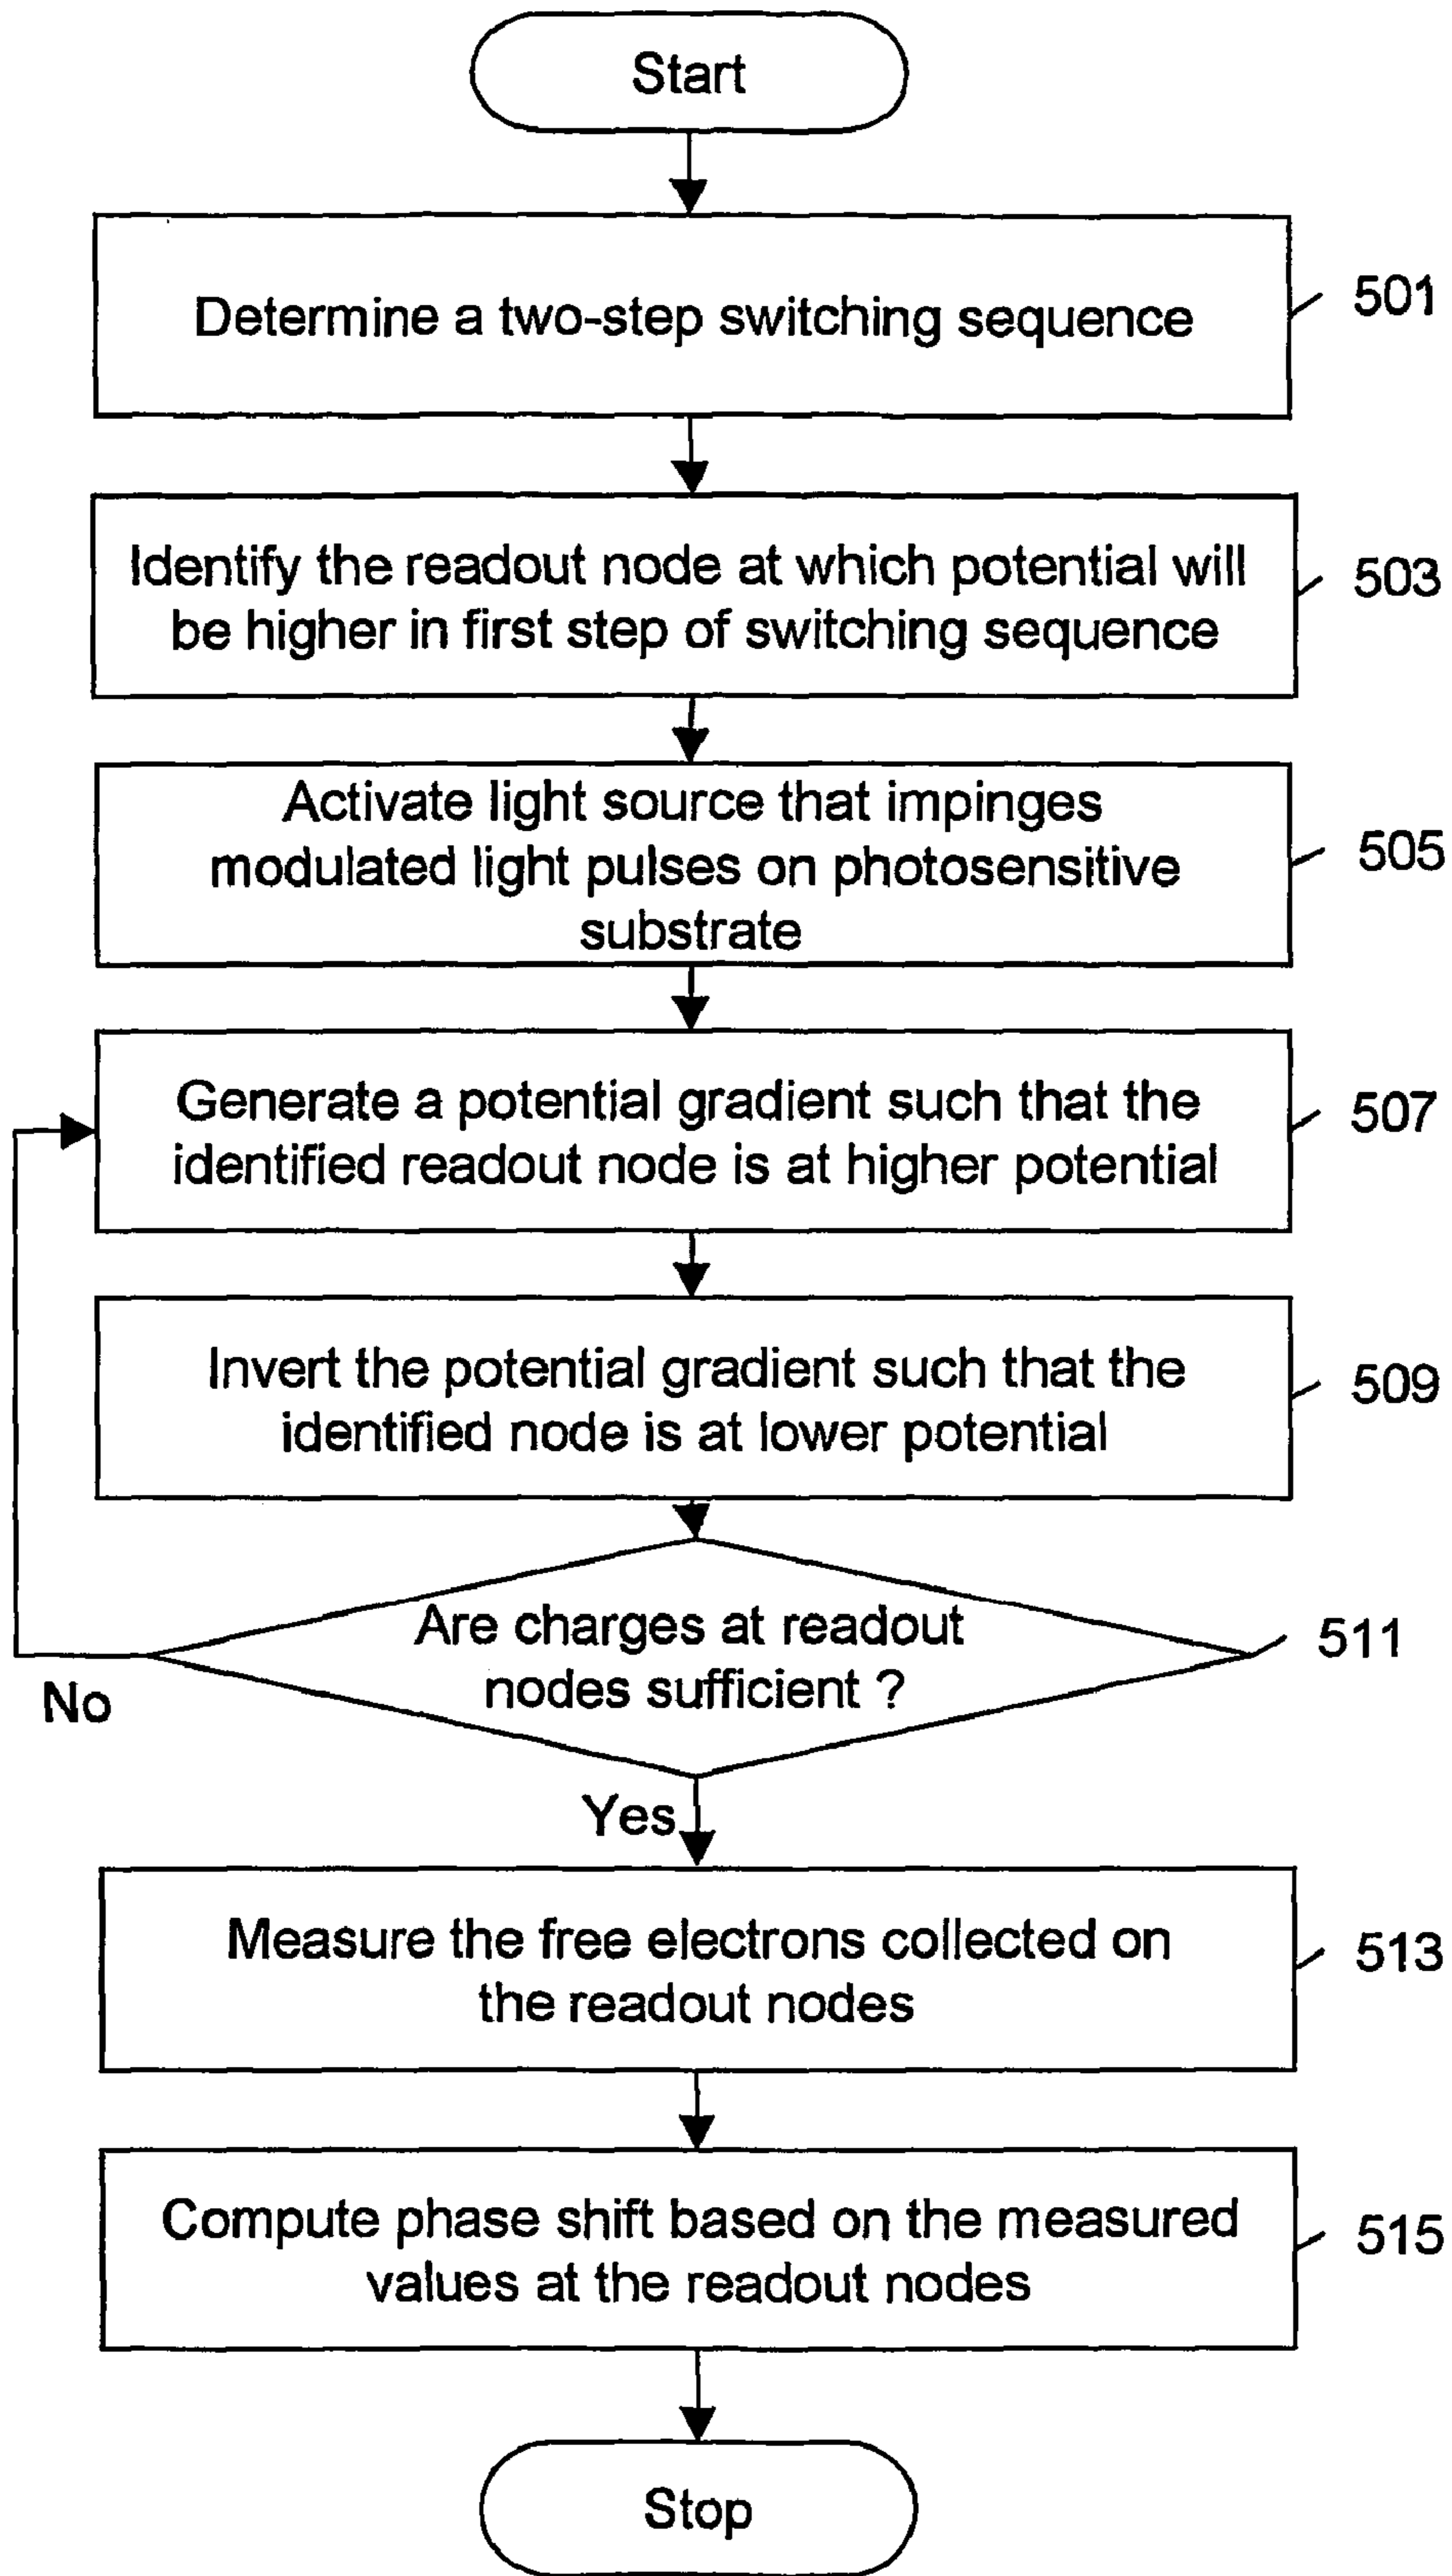 Start
Determine a two-step switching sequence
501
Identify the readout node at which potential will
be higher in first step of switching sequence
503
Activate light source that impinges
modulated light pulses on photosensitive
substrate
505
Generate a potential gradient such that the
identified readout node is at higher potential
507
Invert the potential gradient such that the
identified node is at lower potential
509
Are charges at readout
nodes sufficient ?
511
No
Yes
Measure the free electrons collected on
the readout nodes
513
Compute phase shift based on the measured
values at the readout nodes
515
Stop